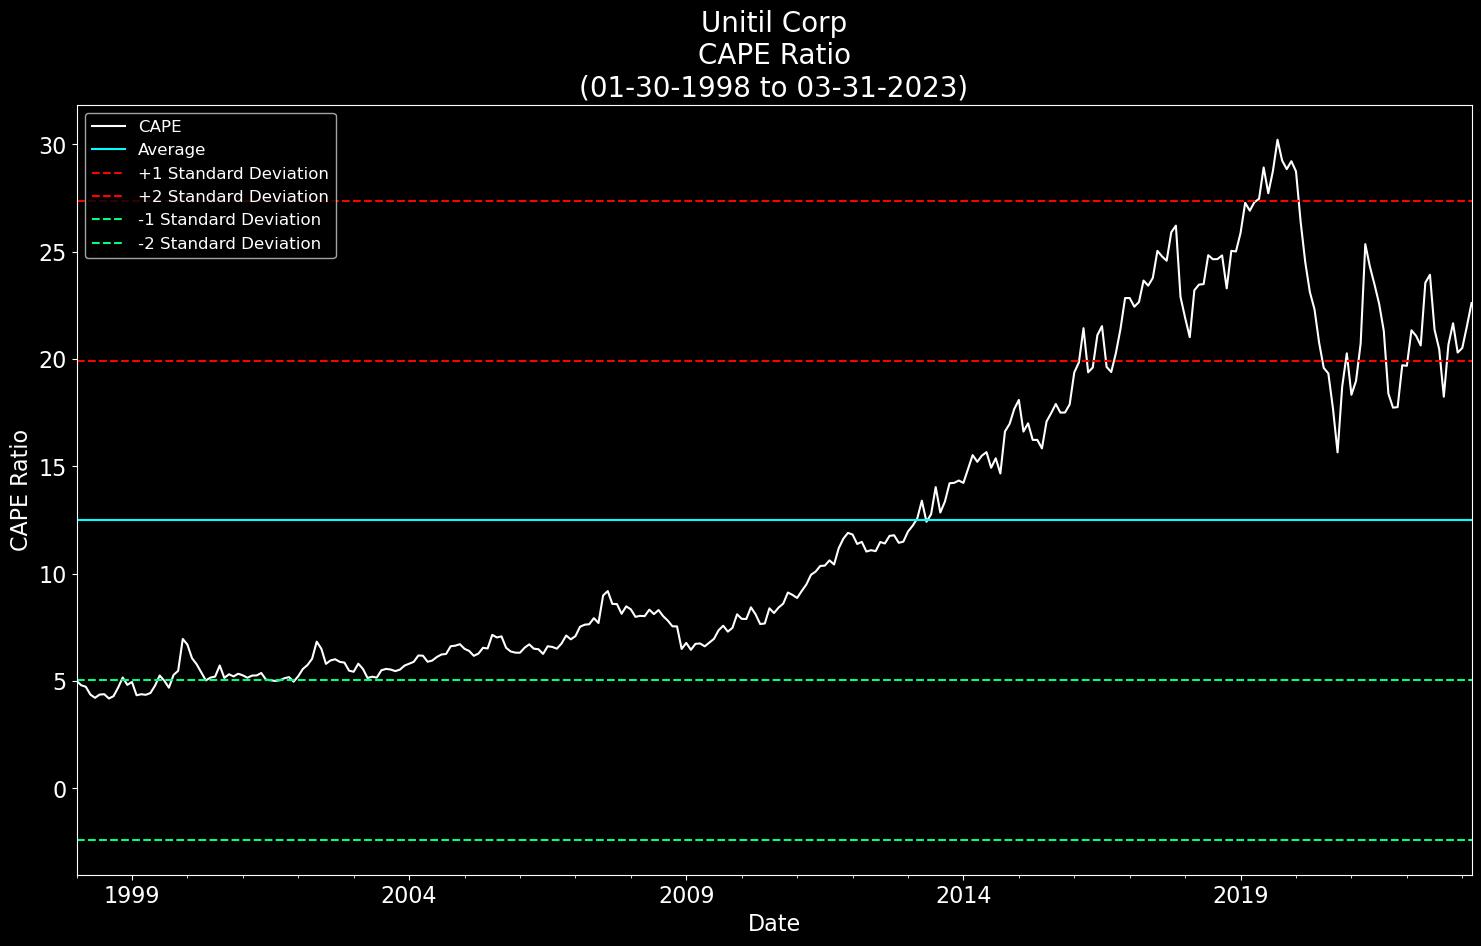 Unitil Corp
CAPE Ratio
(01-30-1998 to 03-31-2023)
CAPE
Average
+1 Standard Deviation
+2 Standard Deviation
-1 Standard Deviation
-2 Standard Deviation
30
25
20
15
10
5
0
CAPE Ratio
1999
2004
2009
2014
2019
Date